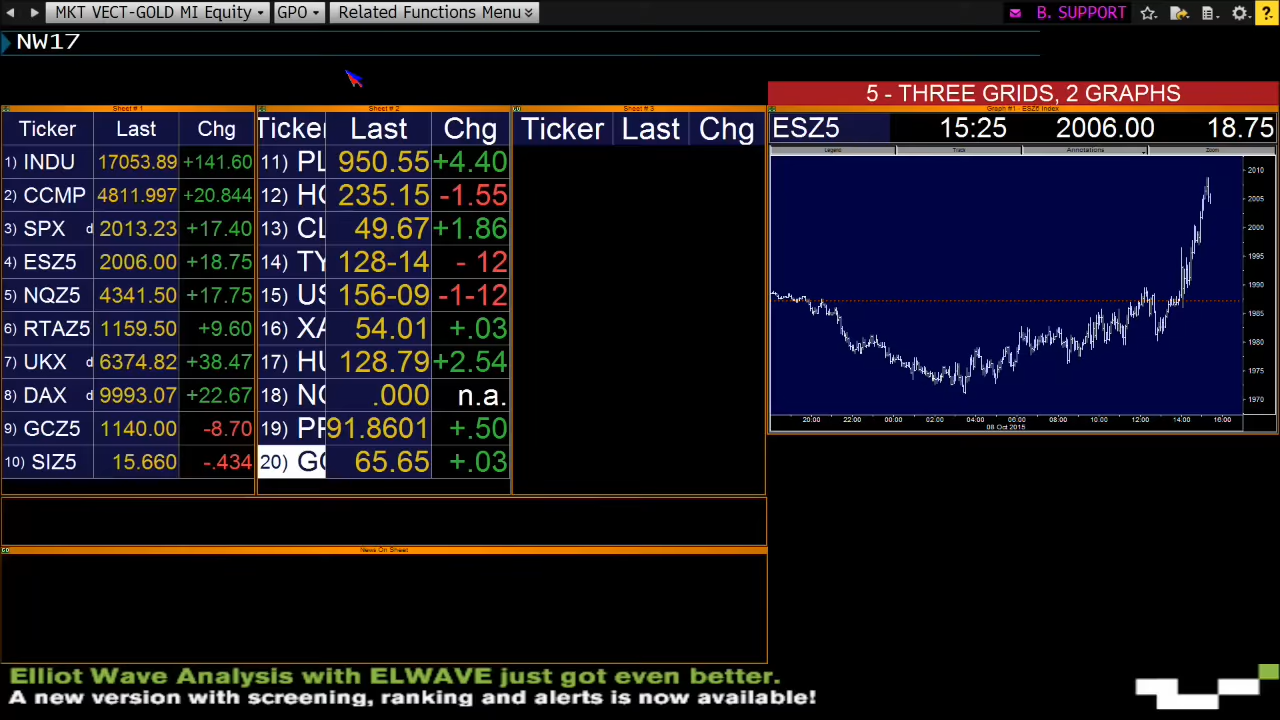 MKT VECT-GOLD MI Equity GPO Related Functions Menu B. SUPPORT ?
NW17
5 - THREE GRIDS, 2 GRAPHS
Sheet # 1
Ticker Last Chg
1) INDU 17053.89 +141.60
2) CCMP 4811.997 +20.844
3) SPX d 2013.23 +17.40
4) ESZ5 2006.00 +18.75
5) NQZ5 4341.50 +17.75
6) RTAZ5 1159.50 +9.60
7) UKX d 6374.82 +38.47
8) DAX d 9993.07 +22.67
9) GCZ5 1140.00 -8.70
10) SIZ5 15.660 -.434
Sheet # 2
Ticker Last Chg
11) PL 950.55 +4.40
12) HO 235.15 -1.55
13) CL 49.67 +1.86
14) TY 128-14 - 12
15) US 156-09 -1-12
16) XA 54.01 +.03
17) HU 128.79 +2.54
18) .000 n.a.
19) 91.8601 +.50
20) 65.65 +.03
Sheet # 3
Ticker Last Chg
Graph #1 - ESZ5 Index
ESZ5 15:25 2006.00 18.75
Legend Track Annotations Zoom
2010
2005
2000
1995
1990
1985
1980
1975
1970
20:00 22:00 00:00 02:00 04:00 06:00 08:00 10:00 12:00 14:00 16:00
08 Oct 2015
News On Sheet
Elliot Wave Analysis with ELWAVE just got even better.
A new version with screening, ranking and alerts is now available!